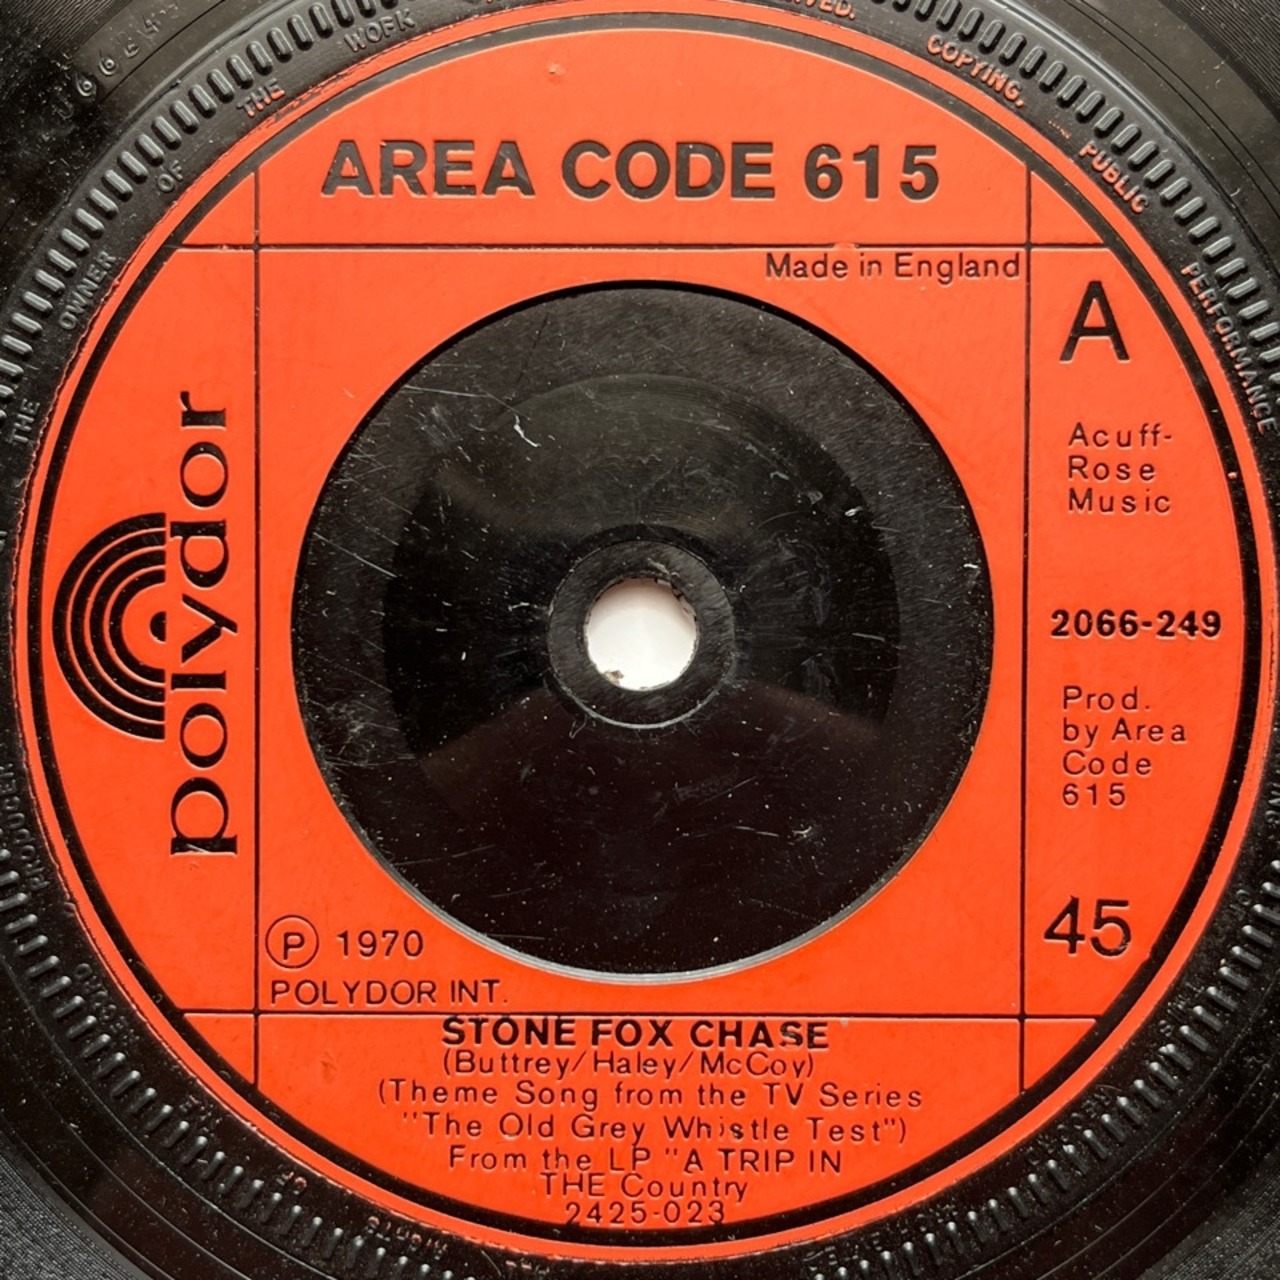 AREA CODE 615
Made in England
A
Acuff-
Rose
Music
2066-249
Prod.
by Area
Code
615
45
polydor
Ⓟ 1970
POLYDOR INT.
STONE FOX CHASE
(Buttrey/Haley/McCoy)
(Theme Song from the TV Series
"The Old Grey Whistle Test")
From the LP "A TRIP IN
THE Country
2425-023
THE OWNER OF THE WORK
COPYING, PUBLIC PERFORMANCE